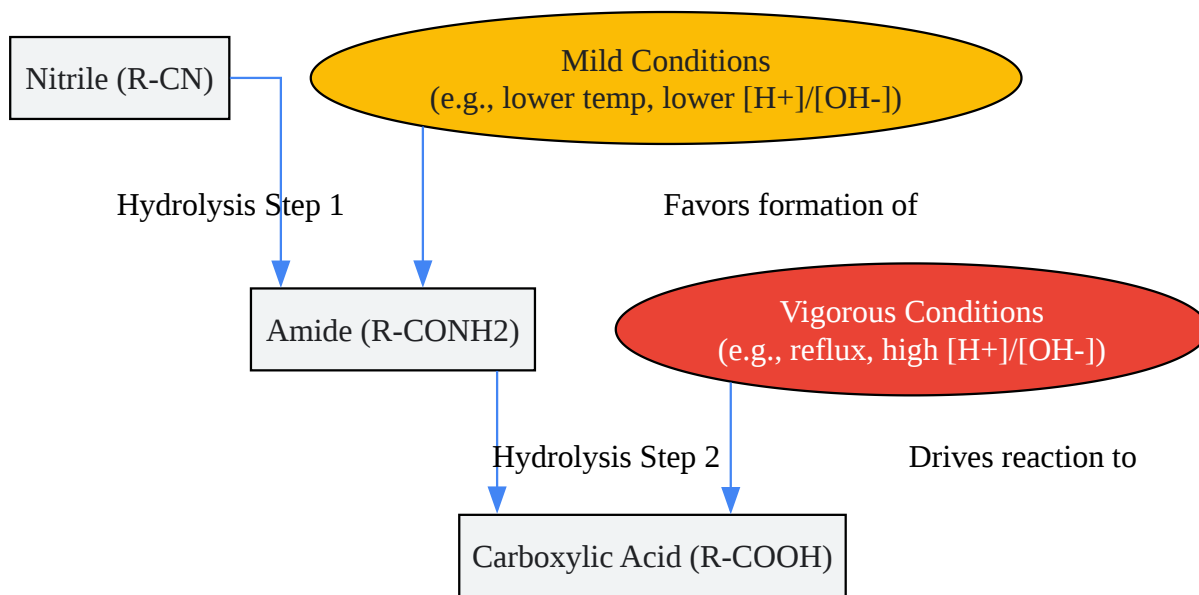 Nitrile (R-CN)
Mild Conditions
(e.g., lower temp, lower [H+]/[OH-])
Hydrolysis Step 1
Favors formation of
Amide (R-CONH2)
Vigorous Conditions
(e.g., reflux, high [H+]/[OH-])
Hydrolysis Step 2
Drives reaction to
Carboxylic Acid (R-COOH)